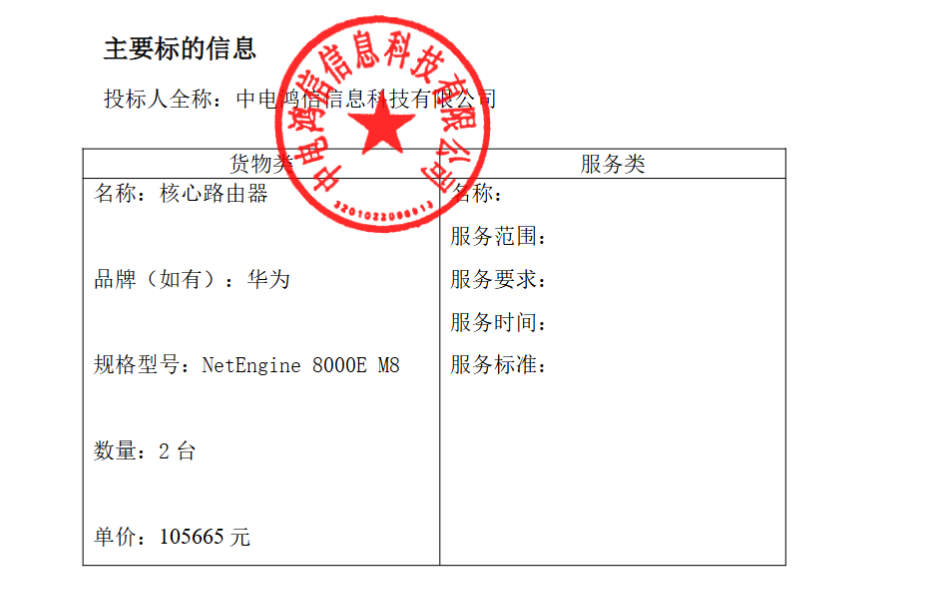 主要标的信息
投标人全称：中电鸿信信息科技有限公司
中电鸿信信息科技有限公司
货物类
名称：核心路由器
品牌（如有）：华为
规格型号：NetEngine 8000E M8
数量：2 台
单价：105665 元
服务类
名称：
服务范围：
服务要求：
服务时间：
服务标准：